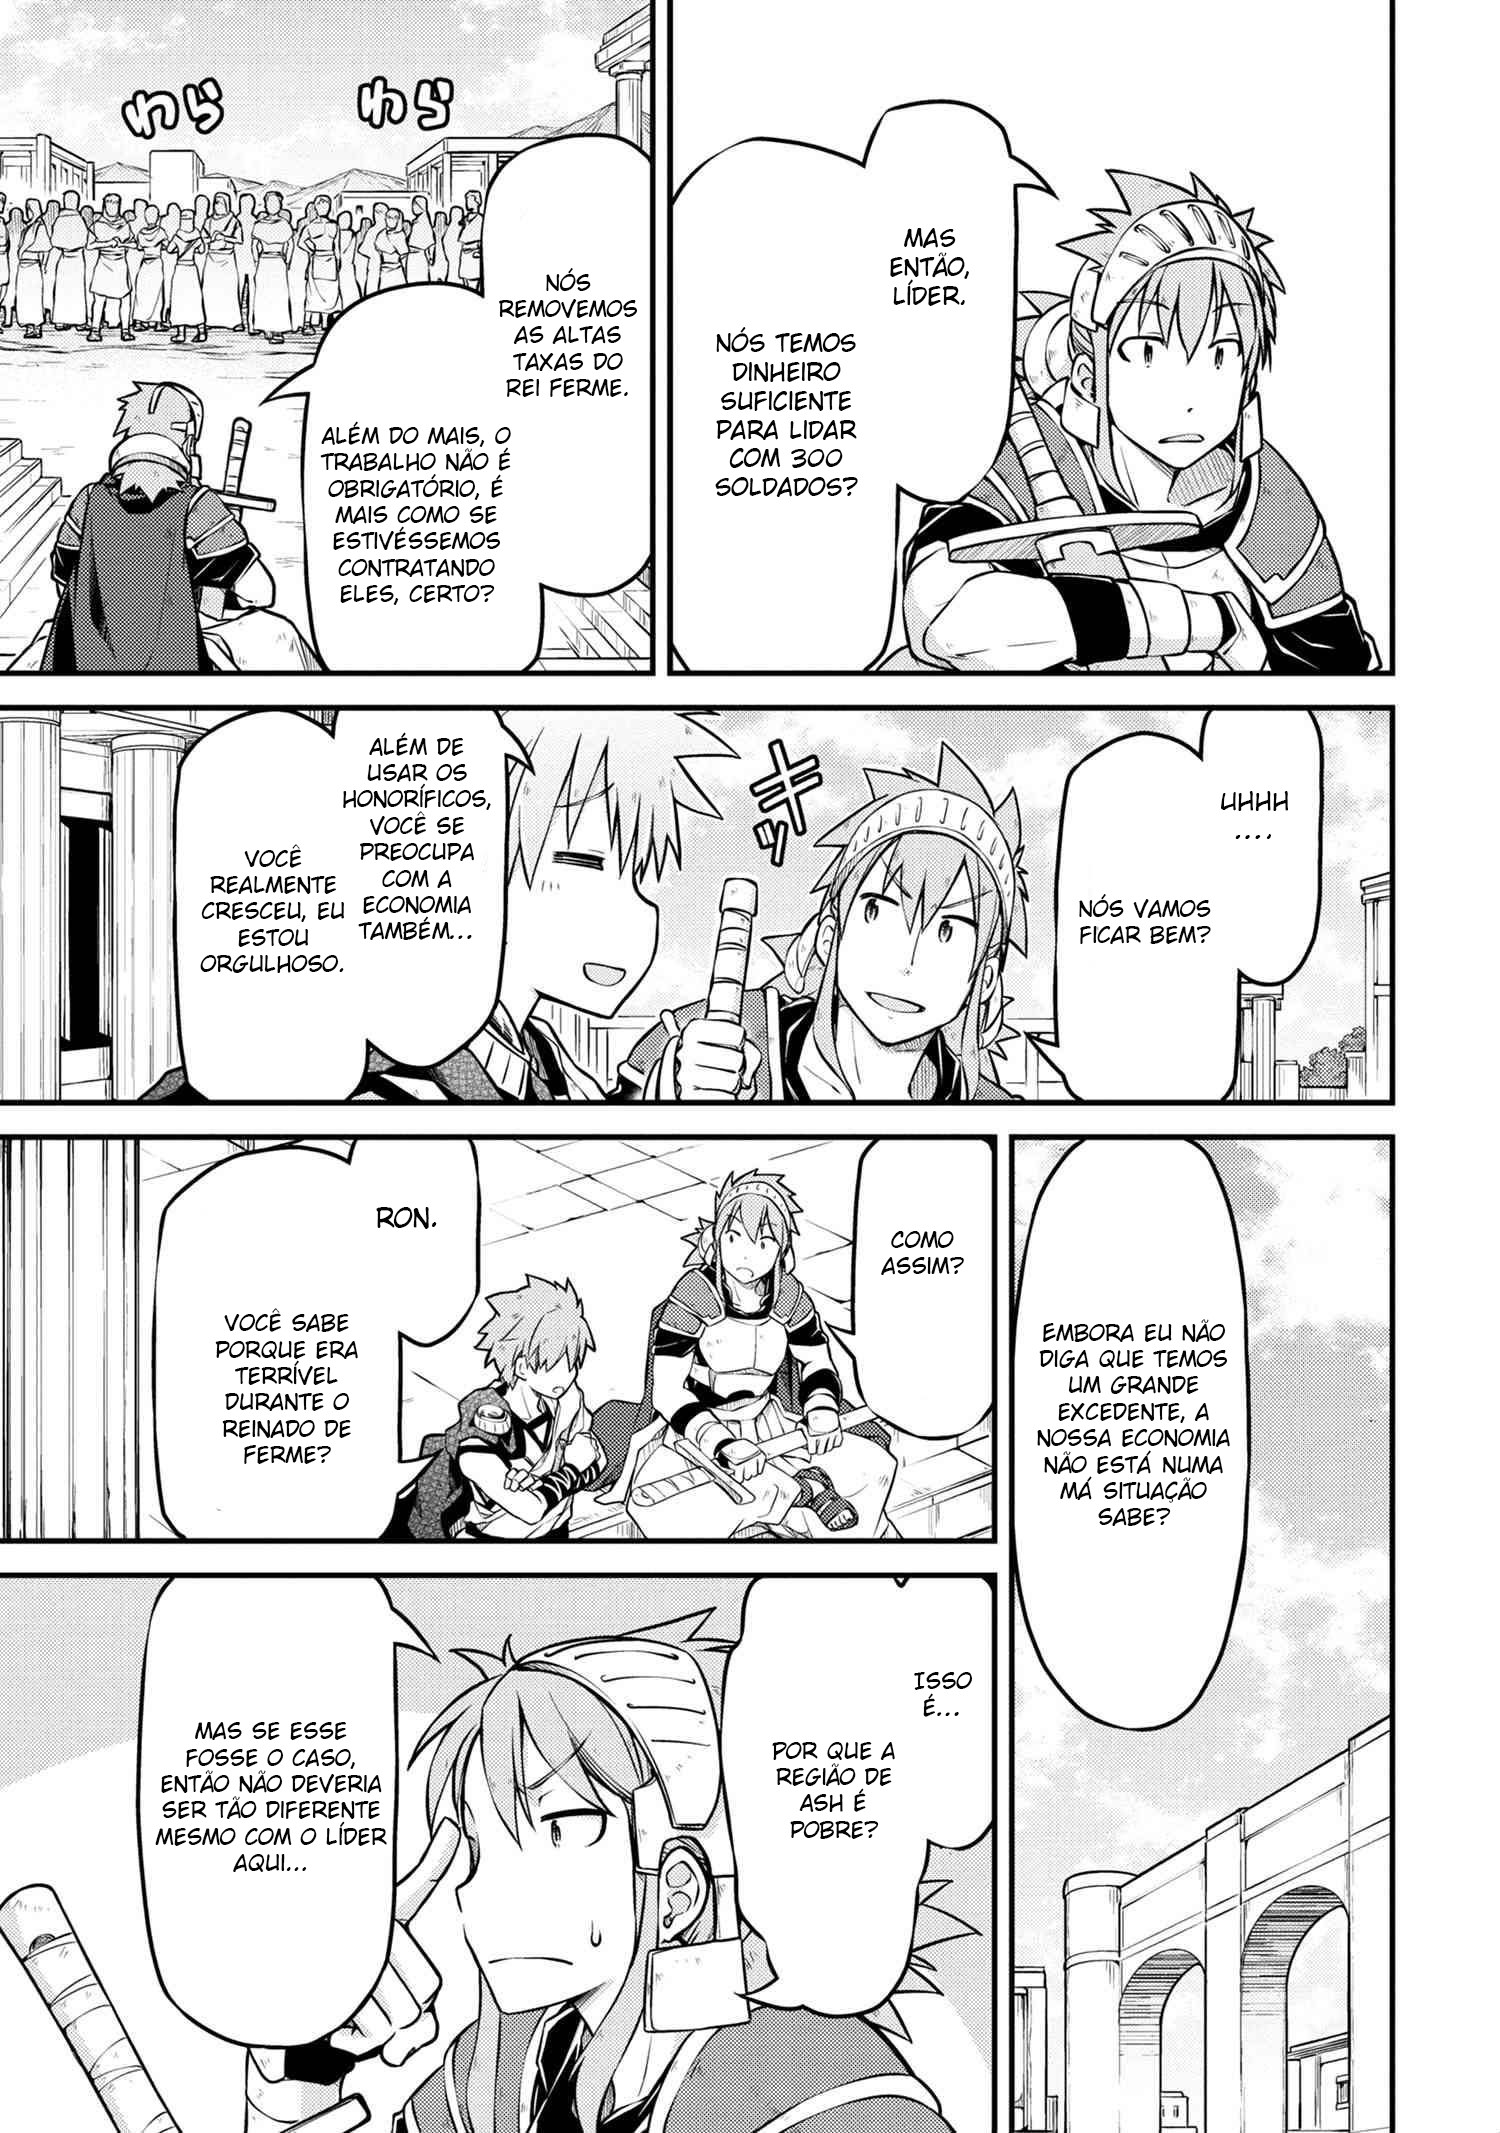 MAS
ENTÃO,
LÍDER.
NÓS TEMOS
DINHEIRO
SUFICIENTE
PARA LIDAR
COM 300
SOLDADOS?
わら
わら
NÓS
REMOVEMOS
AS ALTAS
TAXAS DO
REI FERME.
ALÉM DO MAIS, O
TRABALHO NÃO É
OBRIGATÓRIO, É
MAIS COMO SE
ESTIVÉSSEMOS
CONTRATANDO
ELES, CERTO?
UHHH
....
NÓS VAMOS
FICAR BEM?
キッ
ALÉM DE
USAR OS
HONORÍFICOS,
VOCÊ SE
PREOCUPA
COM A
ECONOMIA
TAMBÉM...
VOCÊ
REALMENTE
CRESCEU, EU
ESTOU
ORGULHOSO.
EMBORA EU NÃO
DIGA QUE TEMOS
UM GRANDE
EXCEDENTE, A
NOSSA ECONOMIA
NÃO ESTÁ NUMA
MÁ SITUAÇÃO
SABE?
COMO
ASSIM?
RON.
VOCÊ SABE
PORQUE ERA
TERRÍVEL
DURANTE O
REINADO DE
FERME?
ISSO
É...
POR QUE A
REGIÃO DE
ASH É
POBRE?
MAS SE ESSE
FOSSE O CASO,
ENTÃO NÃO DEVERIA
SER TÃO DIFERENTE
MESMO COM O LÍDER
AQUI...